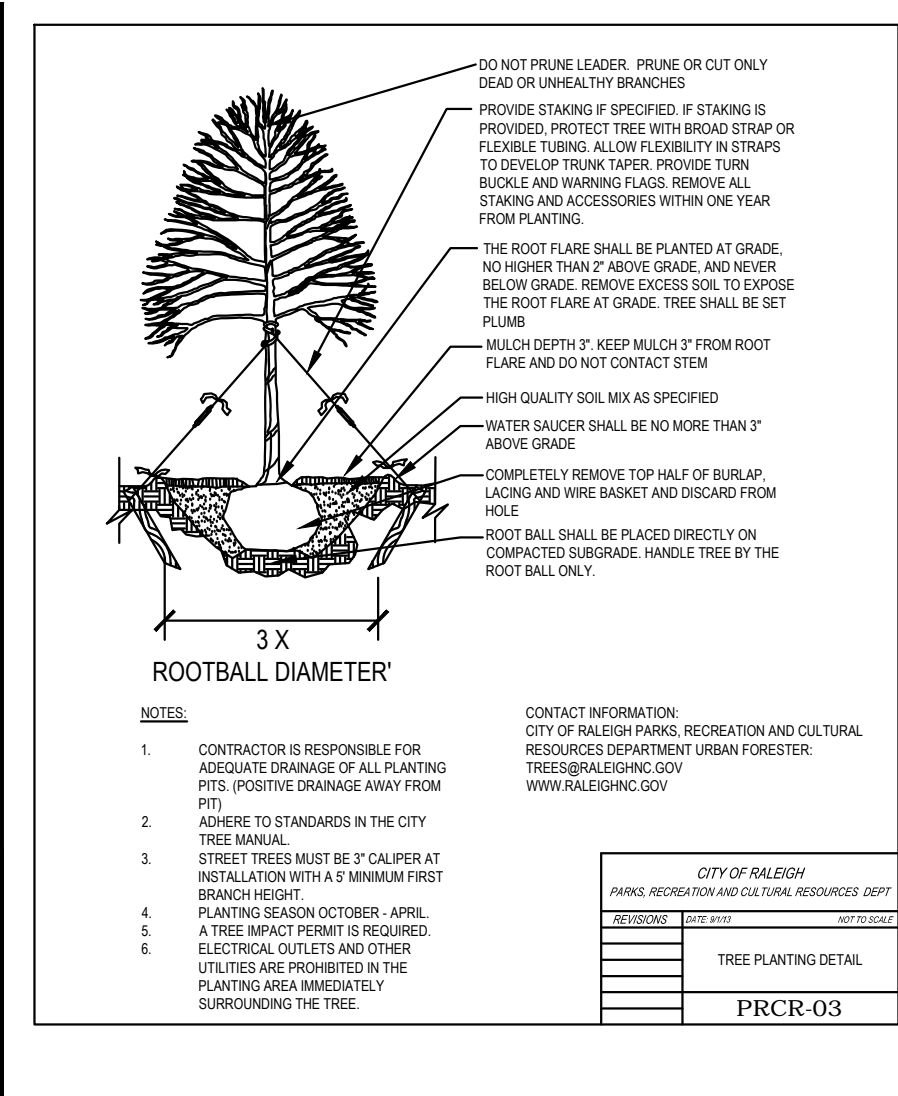 DO NOT PRUNE LEADER. PRUNE OR CUT ONLY
DEAD OR UNHEALTHY BRANCHES
PROVIDE STAKING IF SPECIFIED. IF STAKING IS
PROVIDED, PROTECT TREE WITH BROAD STRAP OR
FLEXIBLE TUBING. ALLOW FLEXIBILITY IN STRAPS
TO DEVELOP TRUNK TAPER. PROVIDE TURN
BUCKLE AND WARNING FLAGS. REMOVE ALL
STAKING AND ACCESSORIES WITHIN ONE YEAR
FROM PLANTING.
THE ROOT FLARE SHALL BE PLANTED AT GRADE,
NO HIGHER THAN 2" ABOVE GRADE, AND NEVER
BELOW GRADE. REMOVE EXCESS SOIL TO EXPOSE
THE ROOT FLARE AT GRADE. TREE SHALL BE SET
PLUMB
MULCH DEPTH 3". KEEP MULCH 3" FROM ROOT
FLARE AND DO NOT CONTACT STEM
HIGH QUALITY SOIL MIX AS SPECIFIED
WATER SAUCER SHALL BE NO MORE THAN 3"
ABOVE GRADE
COMPLETELY REMOVE TOP HALF OF BURLAP,
LACING AND WIRE BASKET AND DISCARD FROM
HOLE
ROOT BALL SHALL BE PLACED DIRECTLY ON
COMPACTED SUBGRADE. HANDLE TREE BY THE
ROOT BALL ONLY.
3 X
ROOTBALL DIAMETER'
NOTES:
1. CONTRACTOR IS RESPONSIBLE FOR
ADEQUATE DRAINAGE OF ALL PLANTING
PITS. (POSITIVE DRAINAGE AWAY FROM
PIT)
2. ADHERE TO STANDARDS IN THE CITY
TREE MANUAL.
3. STREET TREES MUST BE 3" CALIPER AT
INSTALLATION WITH A 5' MINIMUM FIRST
BRANCH HEIGHT.
4. PLANTING SEASON OCTOBER - APRIL.
5. A TREE IMPACT PERMIT IS REQUIRED.
6. ELECTRICAL OUTLETS AND OTHER
UTILITIES ARE PROHIBITED IN THE
PLANTING AREA IMMEDIATELY
SURROUNDING THE TREE.
CONTACT INFORMATION:
CITY OF RALEIGH PARKS, RECREATION AND CULTURAL
RESOURCES DEPARTMENT URBAN FORESTER:
TREES@RALEIGHNC.GOV
WWW.RALEIGHNC.GOV
CITY OF RALEIGH
PARKS, RECREATION AND CULTURAL RESOURCES DEPT
REVISIONS DATE: 9/1/13 NOT TO SCALE
TREE PLANTING DETAIL
PRCR-03